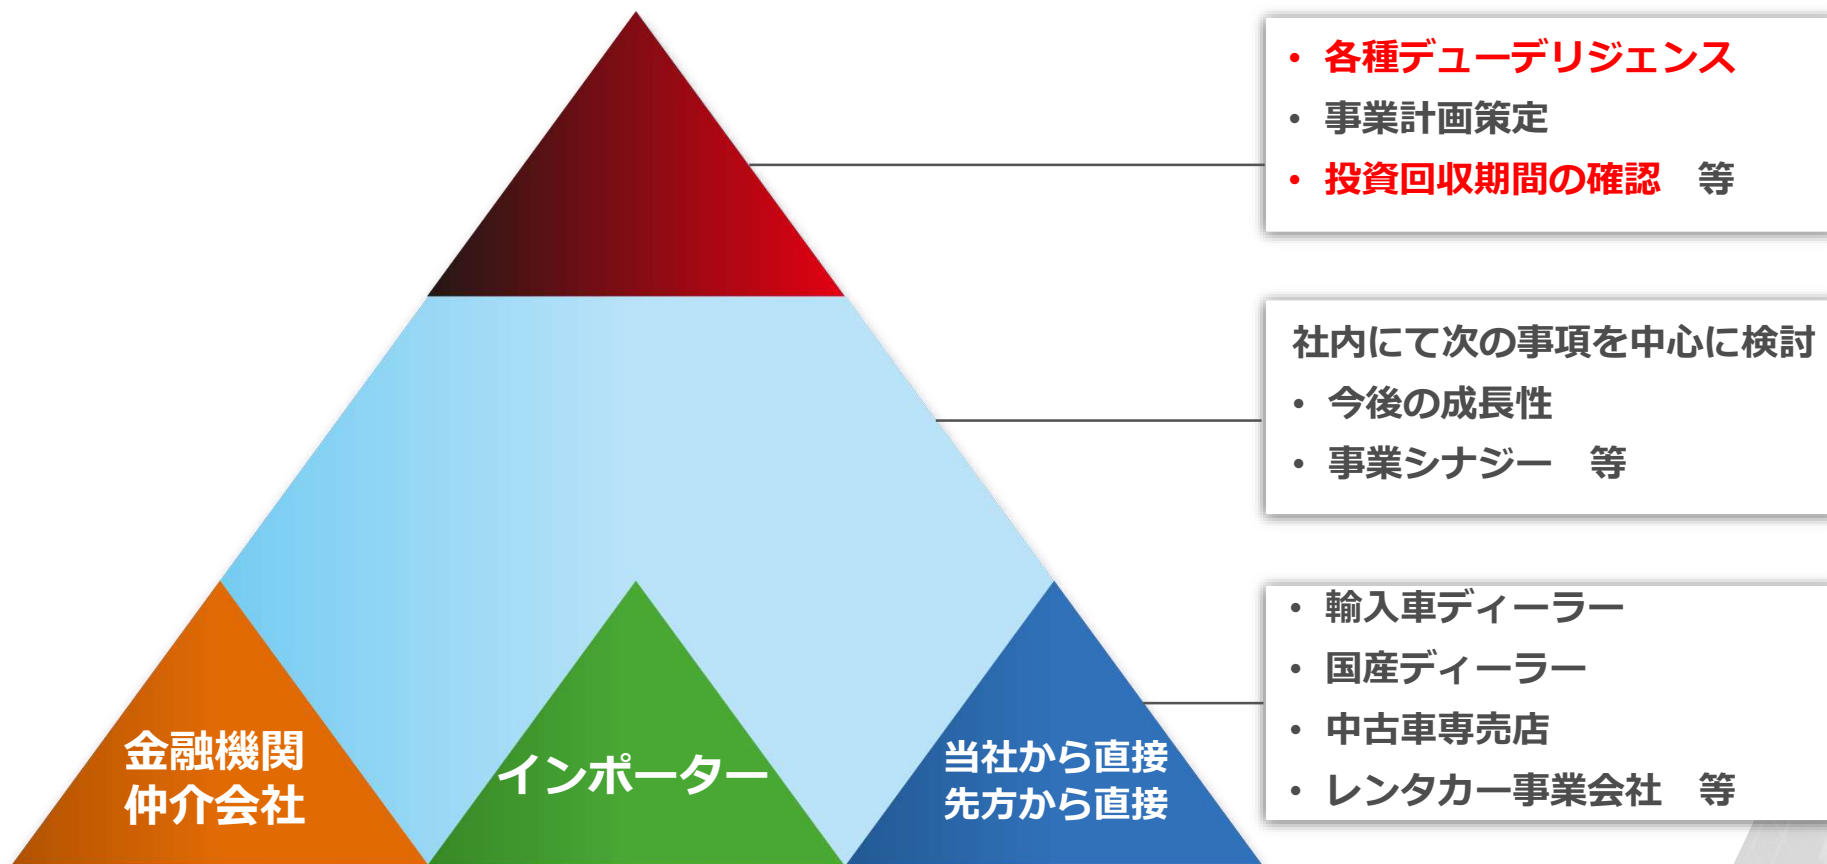 • 各種デューデリジェンス
• 事業計画策定
• 投資回収期間の確認　等
社内にて次の事項を中心に検討
• 今後の成長性
• 事業シナジー　等
• 輸入車ディーラー
• 国産ディーラー
• 中古車専売店
• レンタカー事業会社　等
金融機関
仲介会社
インポーター
当社から直接
先方から直接